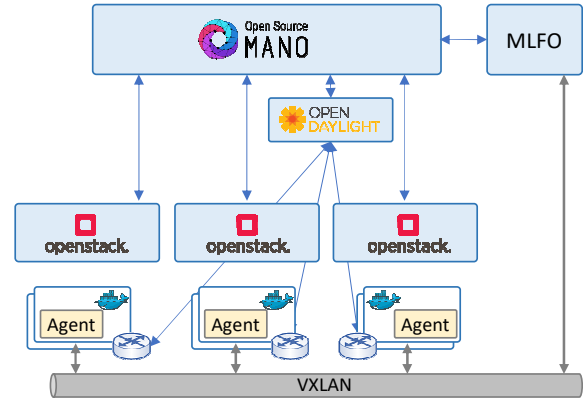 Open Source
MANO
MLFO
OPEN
DAYLIGHT
openstack.
openstack.
openstack.
Agent
Agent
Agent
VXLAN